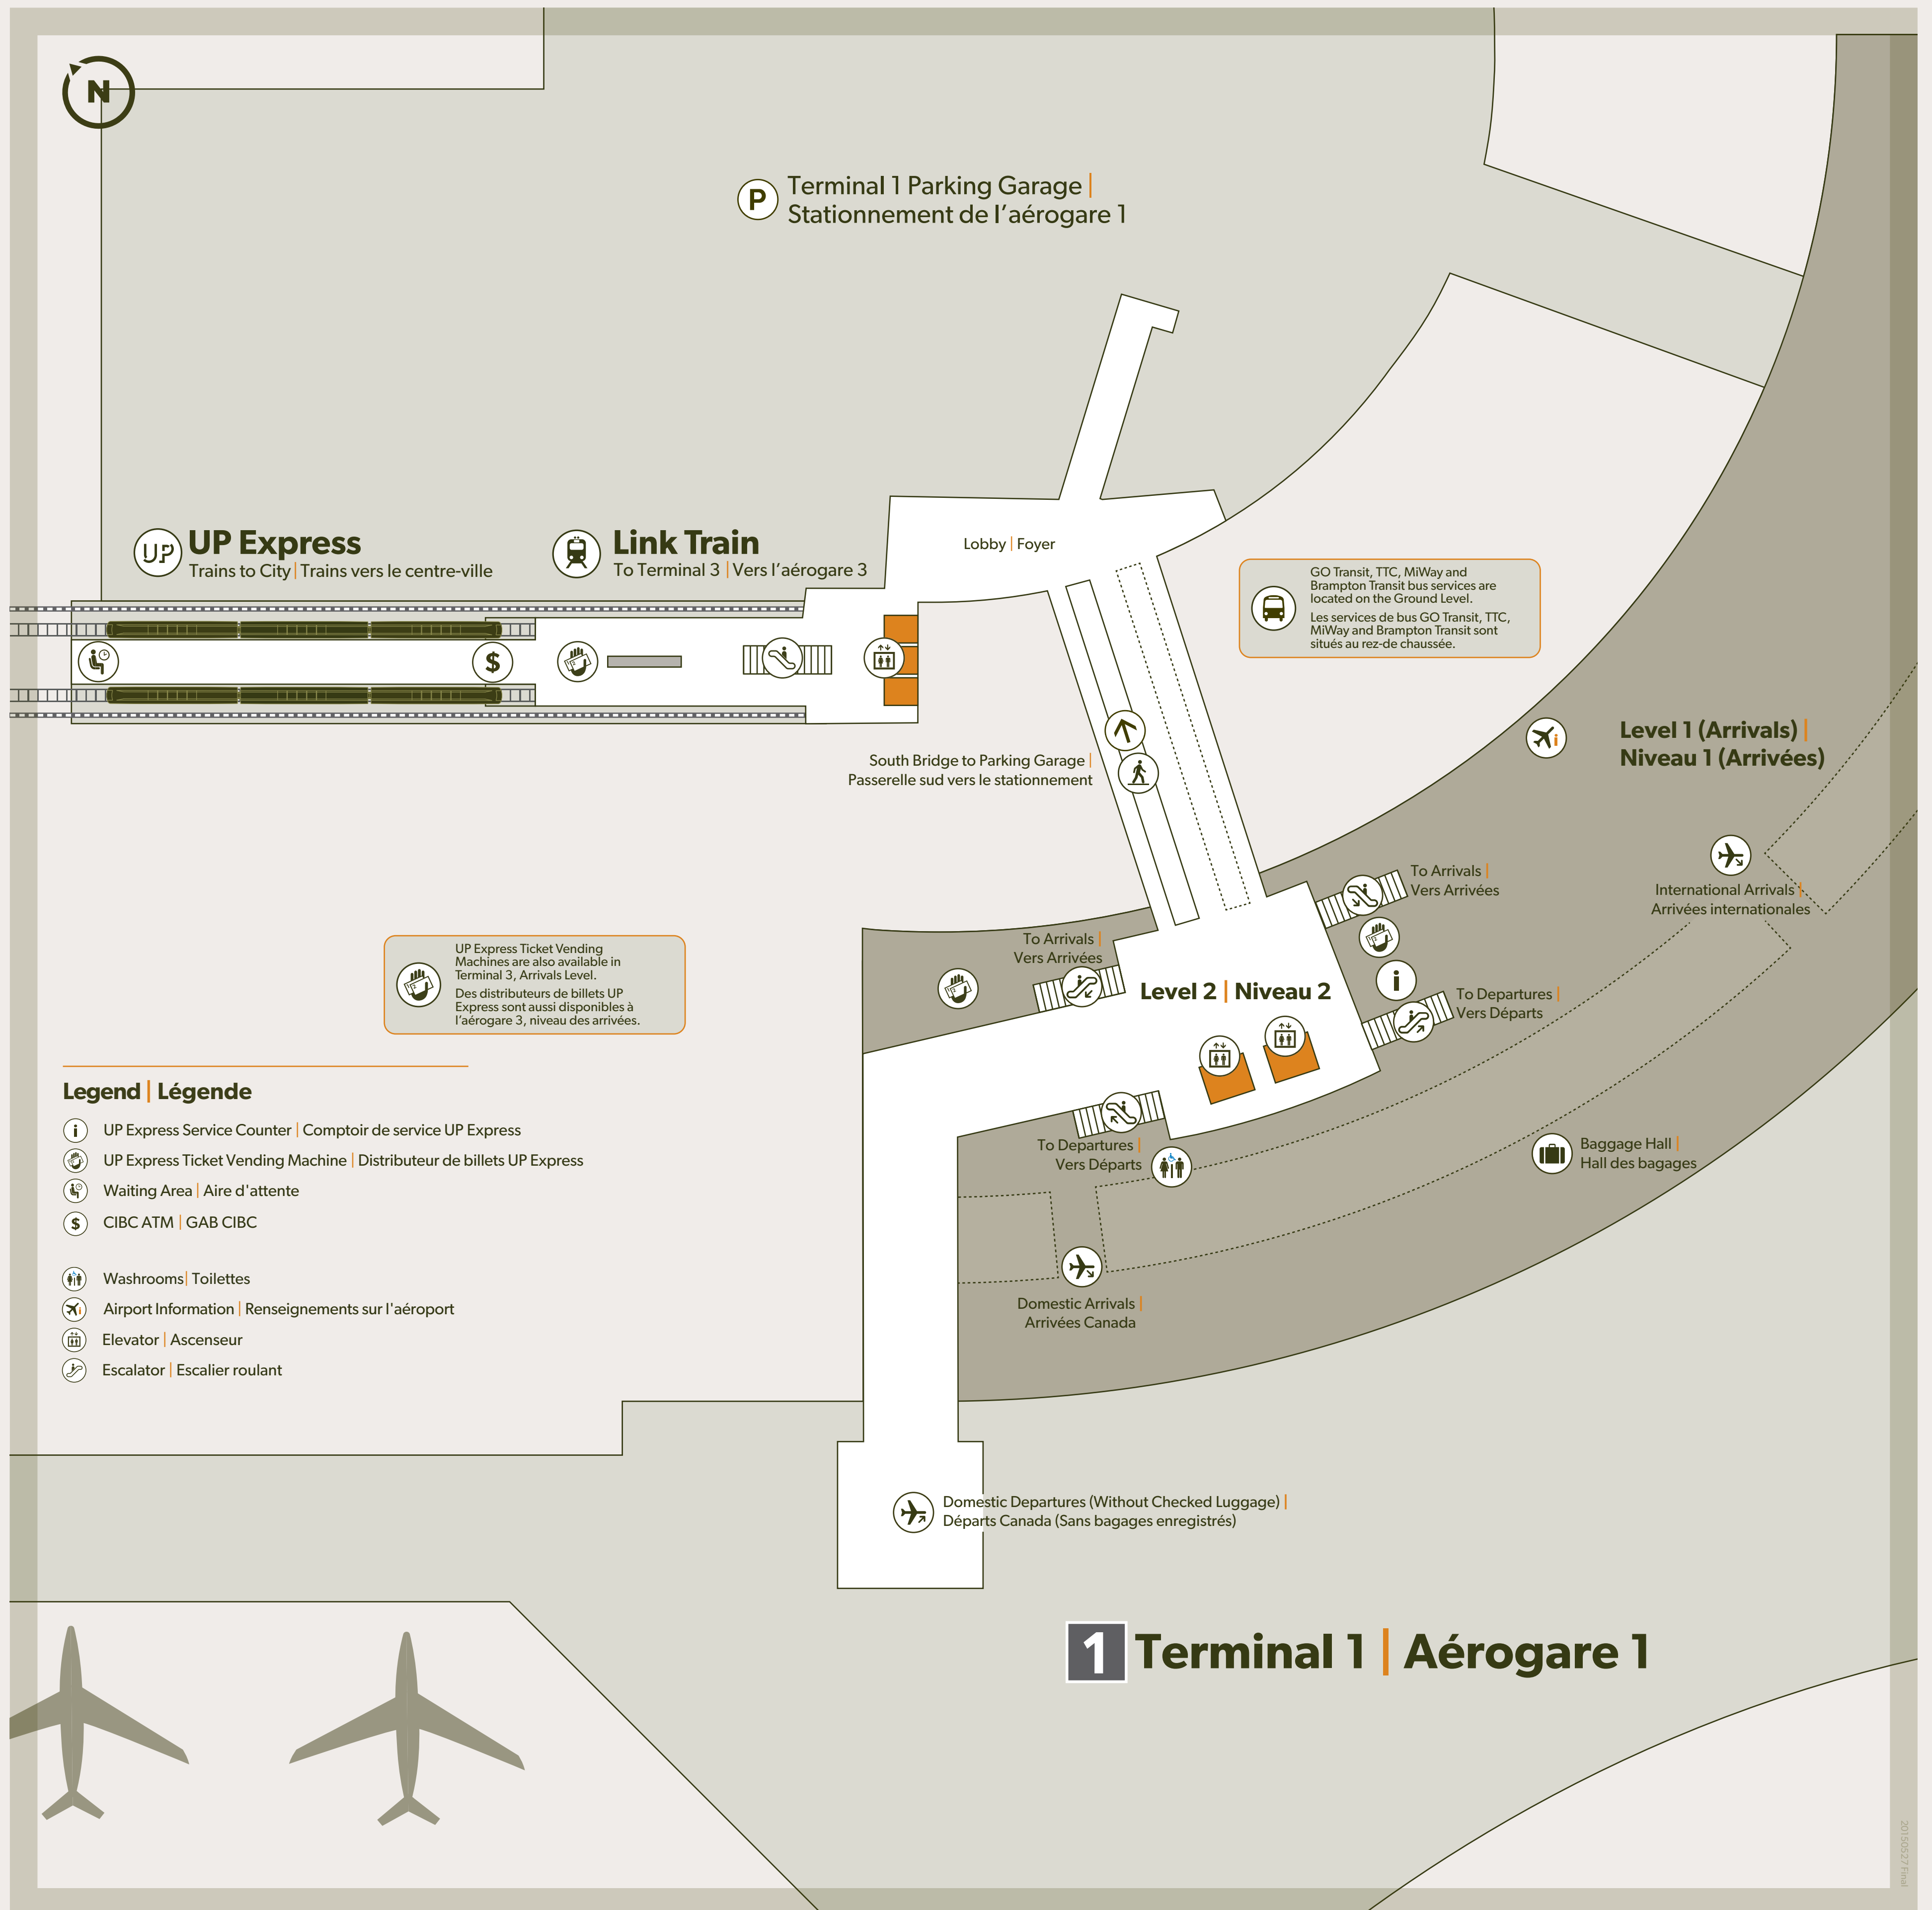 N
P
Terminal 1 Parking Garage |
Stationnement de l'aérogare 1
UP
UP Express
Trains to City | Trains vers le centre-ville
Link Train
To Terminal 3 | Vers l'aérogare 3
Lobby | Foyer
GO Transit, TTC, MiWay and
Brampton Transit bus services are
located on the Ground Level.
Les services de bus GO Transit, TTC,
MiWay and Brampton Transit sont
situés au rez-de chaussée.
$
South Bridge to Parking Garage |
Passerelle sud vers le stationnement
i
Level 1 (Arrivals) |
Niveau 1 (Arrivées)
To Arrivals |
Vers Arrivées
International Arrivals |
Arrivées internationales
To Arrivals |
Vers Arrivées
Level 2 | Niveau 2
i
To Departures |
Vers Départs
UP Express Ticket Vending
Machines are also available in
Terminal 3, Arrivals Level.
Des distributeurs de billets UP
Express sont aussi disponibles à
l'aérogare 3, niveau des arrivées.
To Departures |
Vers Départs
Baggage Hall |
Hall des bagages
Domestic Arrivals |
Arrivées Canada
Legend | Légende
i
UP Express Service Counter | Comptoir de service UP Express
UP Express Ticket Vending Machine | Distributeur de billets UP Express
Waiting Area | Aire d'attente
$
CIBC ATM | GAB CIBC
Washrooms | Toilettes
i
Airport Information | Renseignements sur l'aéroport
Elevator | Ascenseur
Escalator | Escalier roulant
Domestic Departures (Without Checked Luggage) |
Départs Canada (Sans bagages enregistrés)
1
Terminal 1 | Aérogare 1
20150527 Final